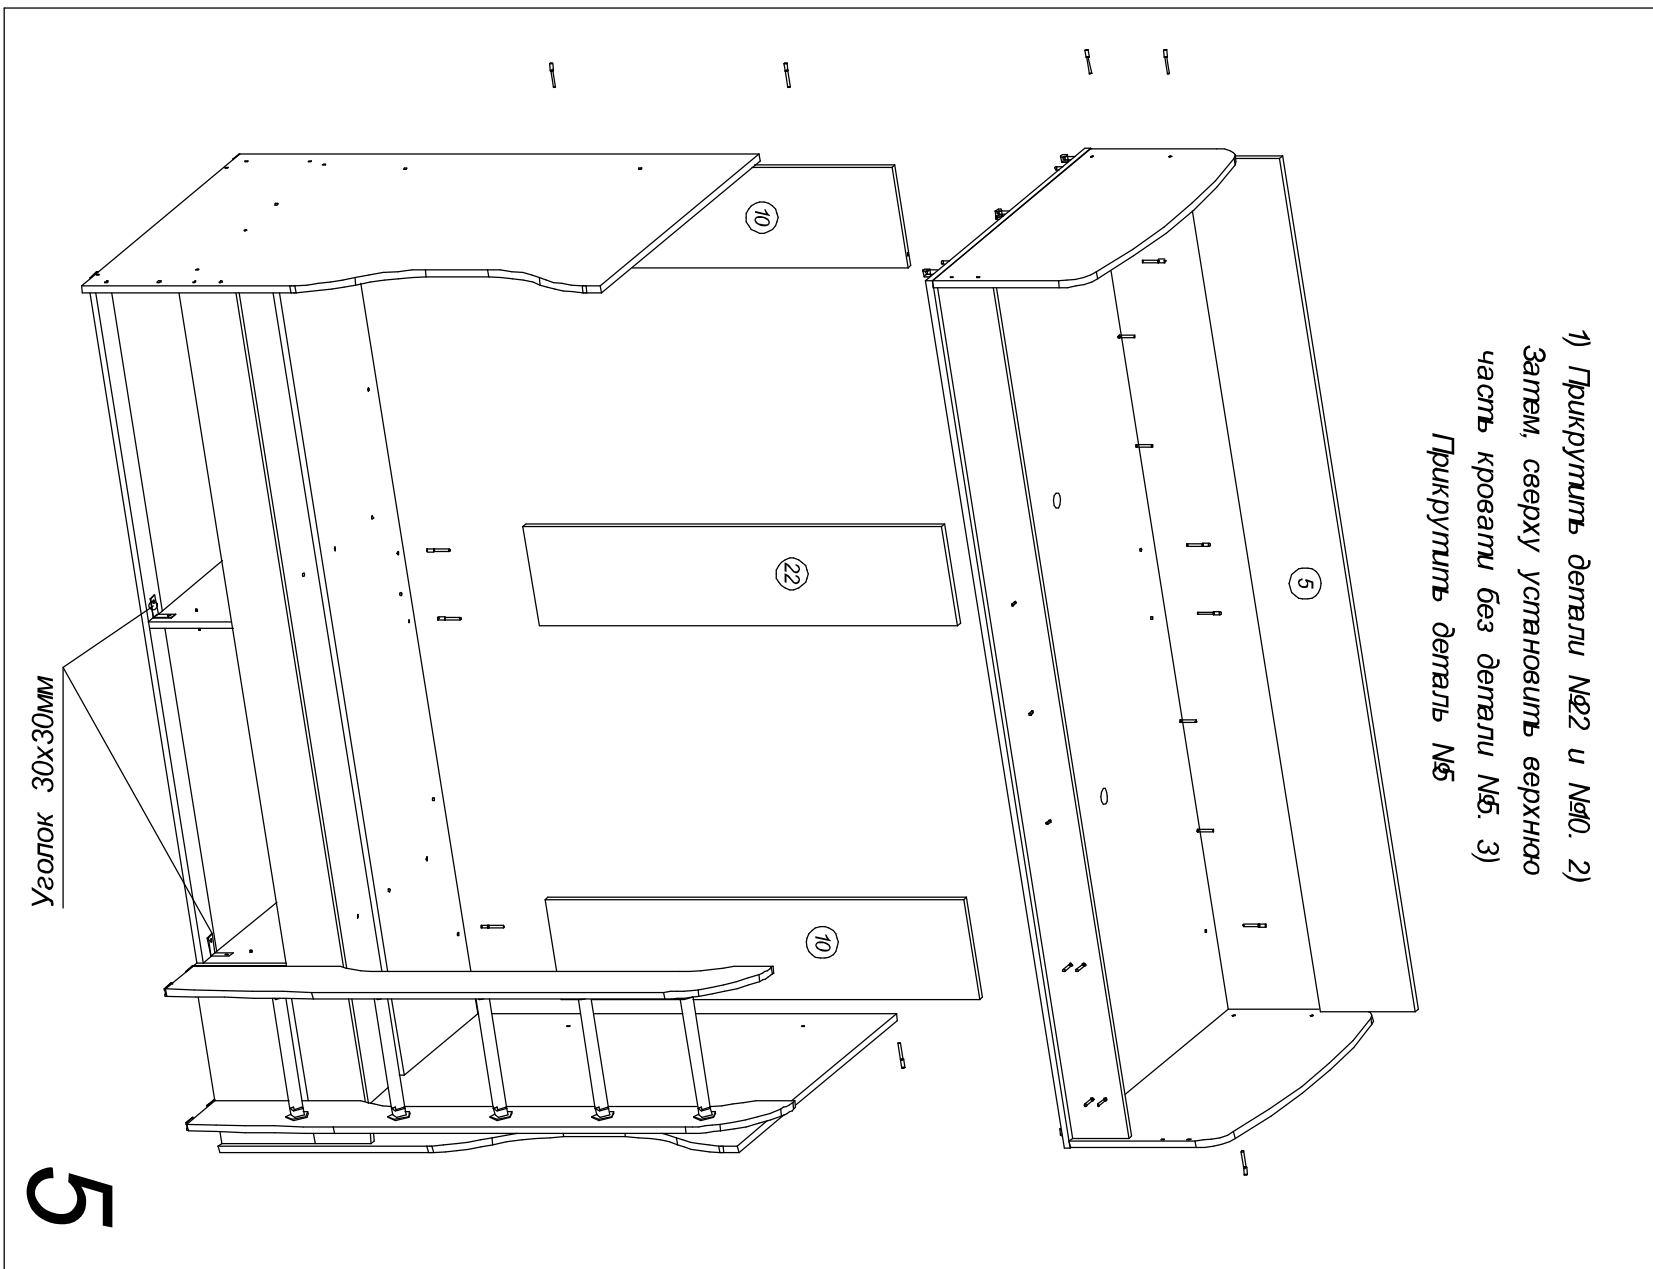 1) Прикрутить детали №22 и №10. 2)
Затем, сверху установить верхнюю
часть кровати без детали №5. 3)
Прикрутить деталь №5
5
10
22
10
Уголок 30х30мм
5